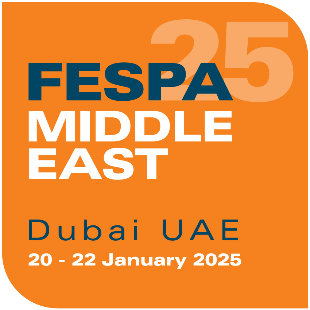 25
FESPA
MIDDLE
EAST
Dubai UAE
20 - 22 January 2025